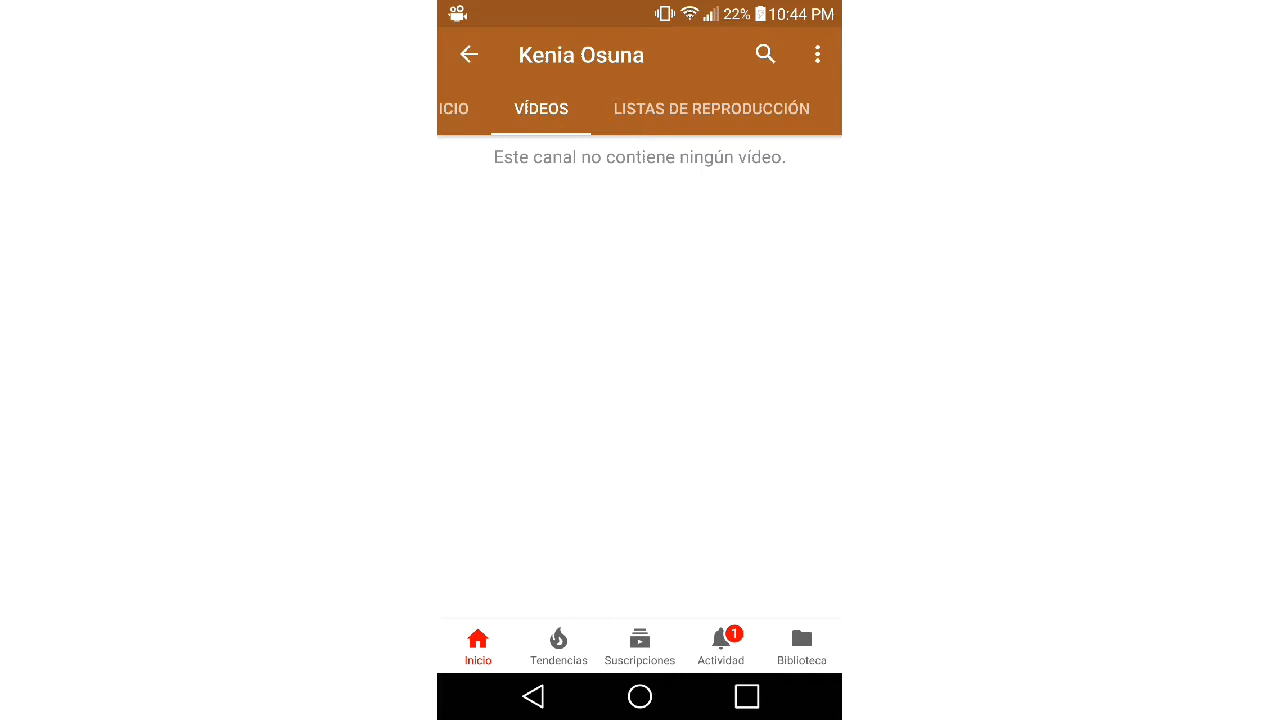 22% 10:44 PM
Kenia Osuna
ICIO VÍDEOS LISTAS DE REPRODUCCIÓN
Este canal no contiene ningún vídeo.
1
Inicio Tendencias Suscripciones Actividad Biblioteca